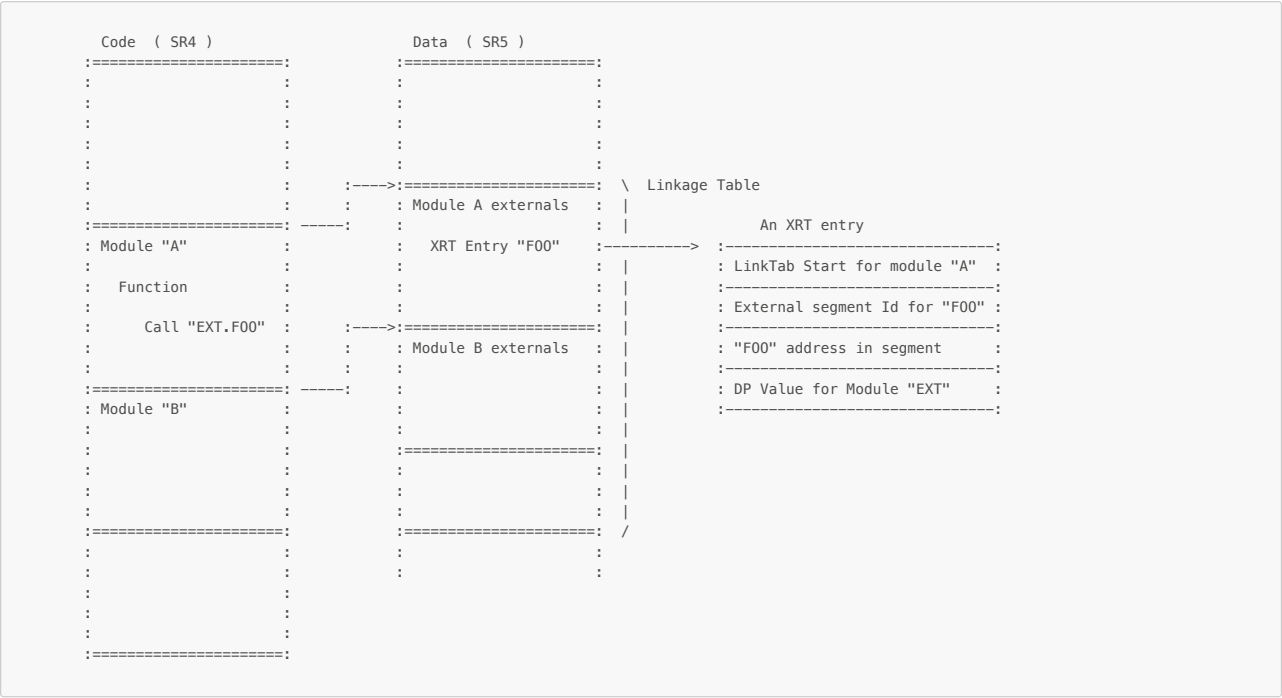 Code ( SR4 ) Data ( SR5 )
\ Linkage Table
Module A externals |
An XRT entry
Module "A" XRT Entry "FOO"
LinkTab Start for module "A"
Function
External segment Id for "FOO"
Call "EXT.FOO"
Module B externals "FOO" address in segment
DP Value for Module "EXT"
Module "B"